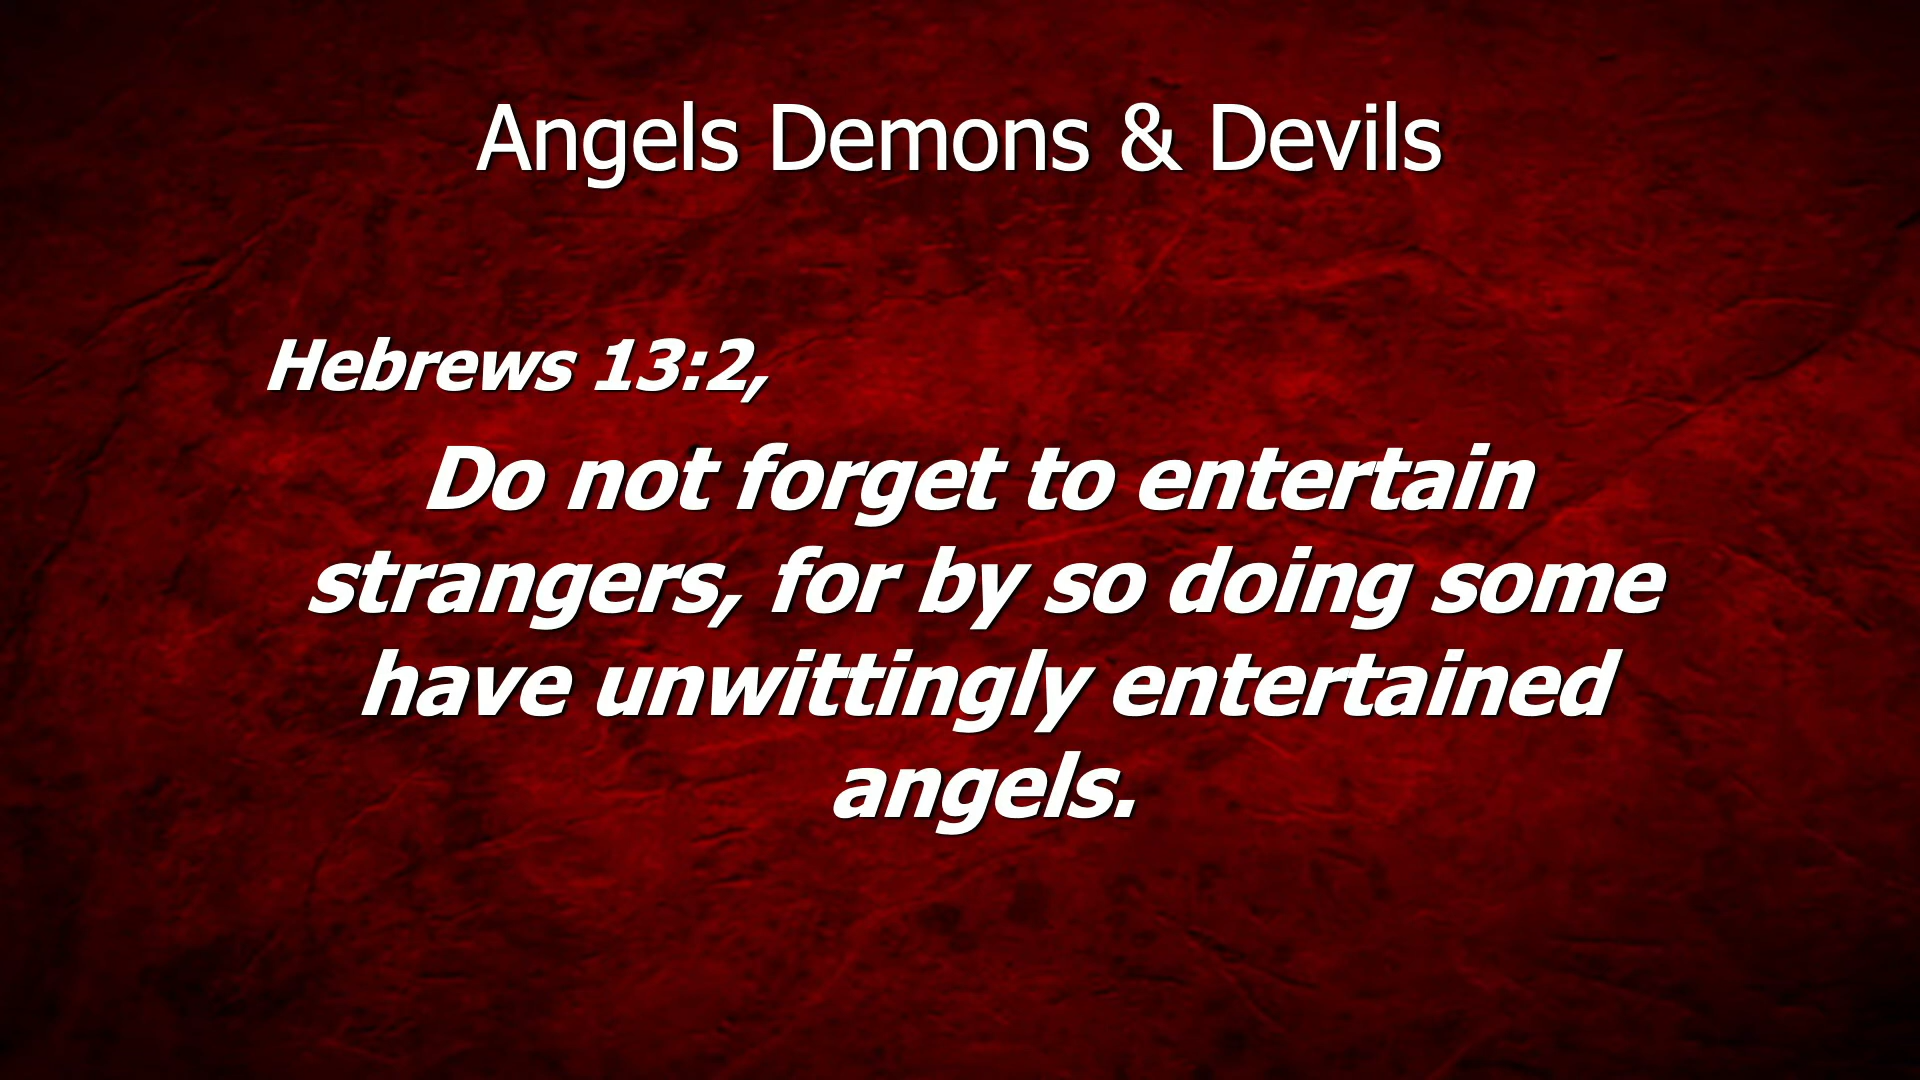 Angels Demons & Devils
Hebrews 13:2,
Do not forget to entertain
strangers, for by so doing some
have unwittingly entertained
angels.